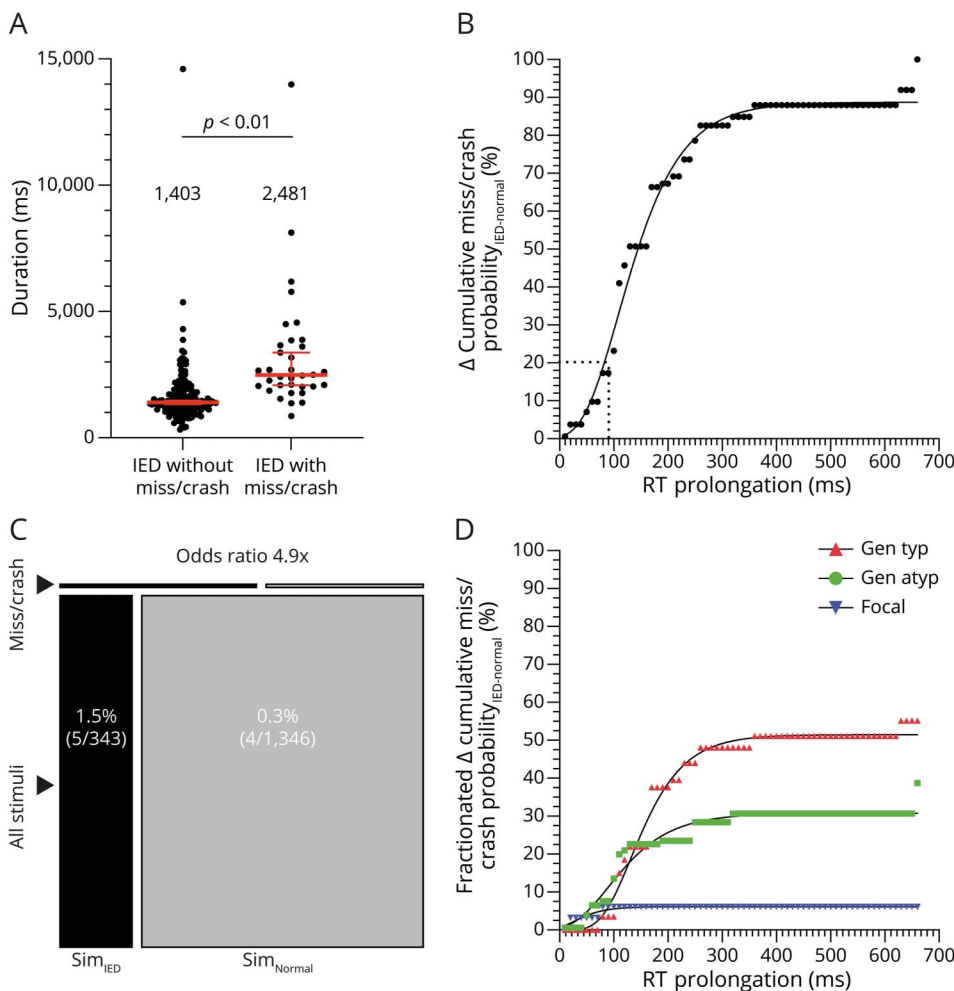 A
15,000
10,000
5,000
0
Duration (ms)
p < 0.01
1,403
2,481
IED without
miss/crash
IED with
miss/crash
B
100
90
80
70
60
50
40
30
20
10
0
Δ Cumulative miss/crash
probabilityIED-normal (%)
0
100
200
300
400
500
600
700
RT prolongation (ms)
C
Odds ratio 4.9x
Miss/crash
All stimuli
1.5%
(5/343)
0.3%
(4/1,346)
SimIED
SimNormal
D
Gen typ
Gen atyp
Focal
100
90
80
70
60
50
40
30
20
10
0
Fractionated Δ cumulative miss/
crash probabilityIED-normal (%)
0
100
200
300
400
500
600
700
RT prolongation (ms)